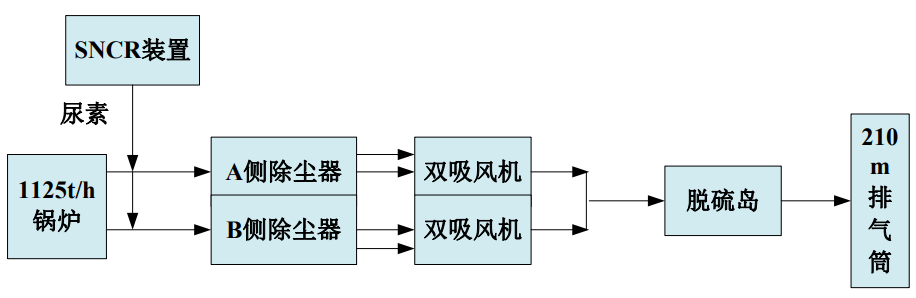 SNCR装置
尿素
1125t/h
锅炉
A侧除尘器
双吸风机
B侧除尘器
双吸风机
脱硫岛
210
m
排
气
筒